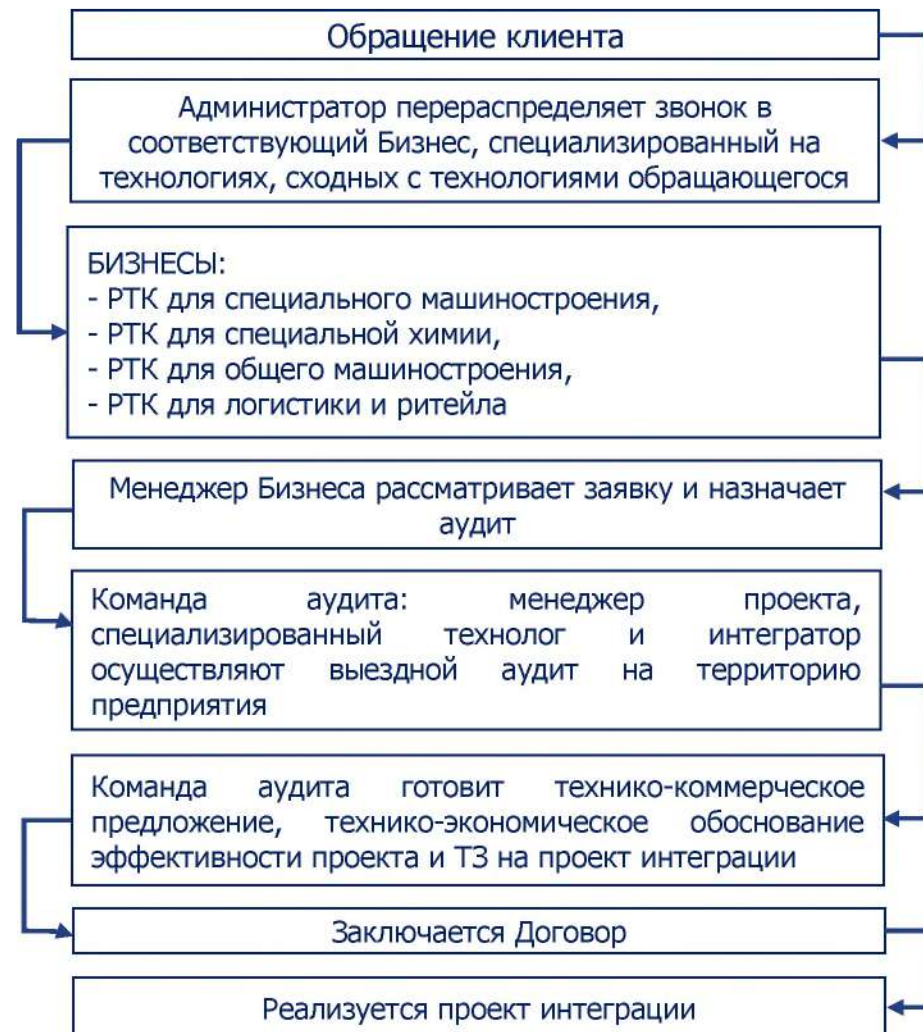 Обращение клиента
Администратор перераспределяет звонок в
соответствующий Бизнес, специализированный на
технологиях, сходных с технологиями обращающегося
БИЗНЕСЫ:
- РТК для специального машиностроения,
- РТК для специальной химии,
- РТК для общего машиностроения,
- РТК для логистики и ритейла
Менеджер Бизнеса рассматривает заявку и назначает
аудит
Команда аудита: менеджер проекта,
специализированный технолог и интегратор
осуществляют выездной аудит на территорию
предприятия
Команда аудита готовит технико-коммерческое
предложение, технико-экономическое обоснование
эффективности проекта и ТЗ на проект интеграции
Заключается Договор
Реализуется проект интеграции